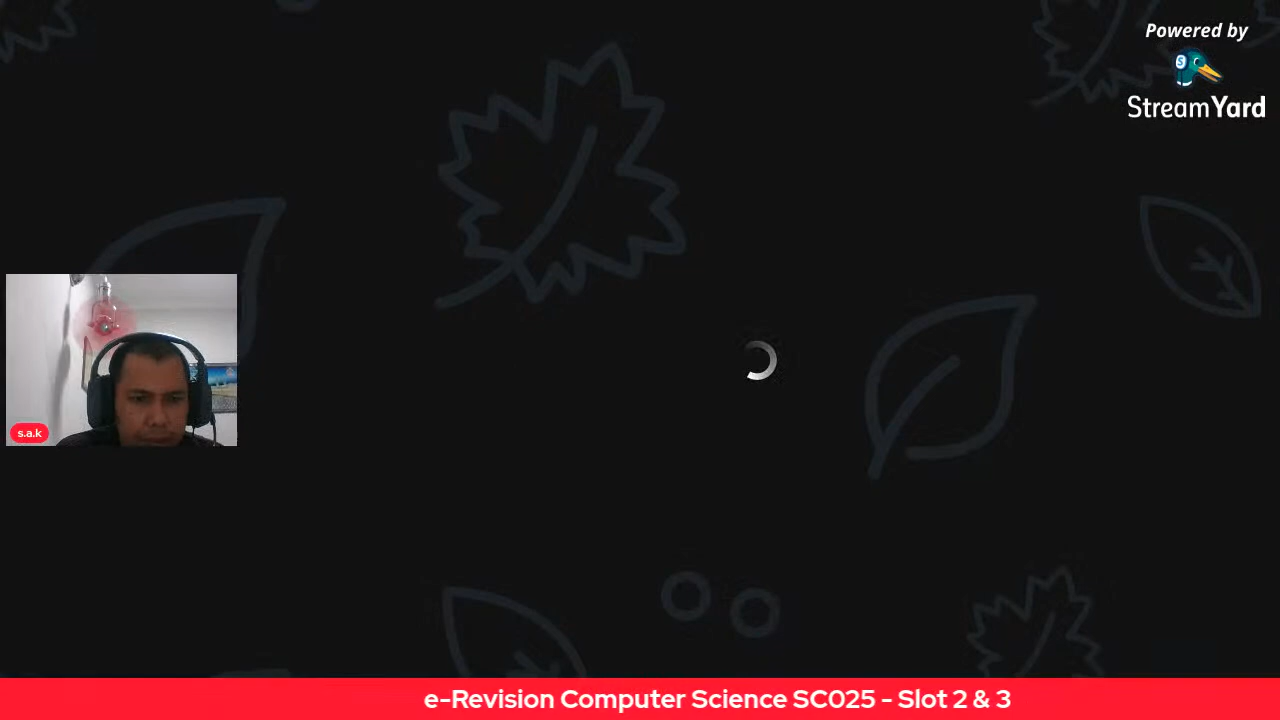 Powered by
StreamYard
s.a.k
e-Revision Computer Science SC025 - Slot 2 & 3